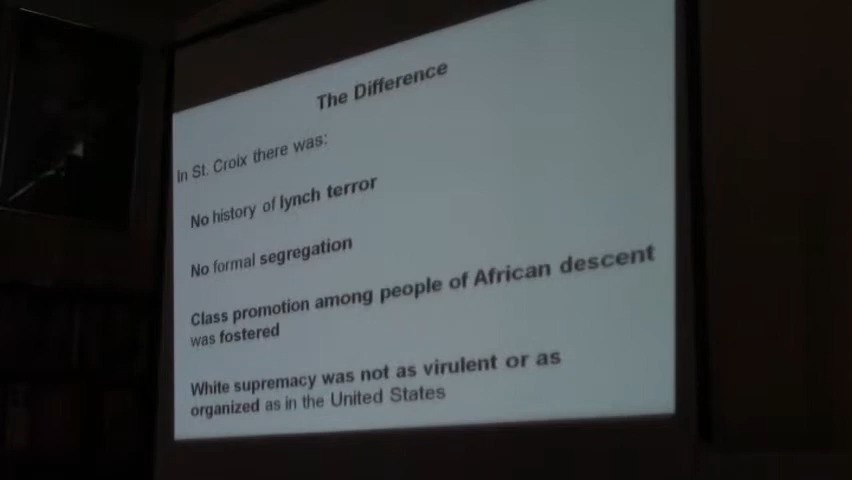 The Difference
In St. Croix there was:
No history of lynch terror
No formal segregation
Class promotion among people of African descent
was fostered
White supremacy was not as virulent or as
organized as in the United States